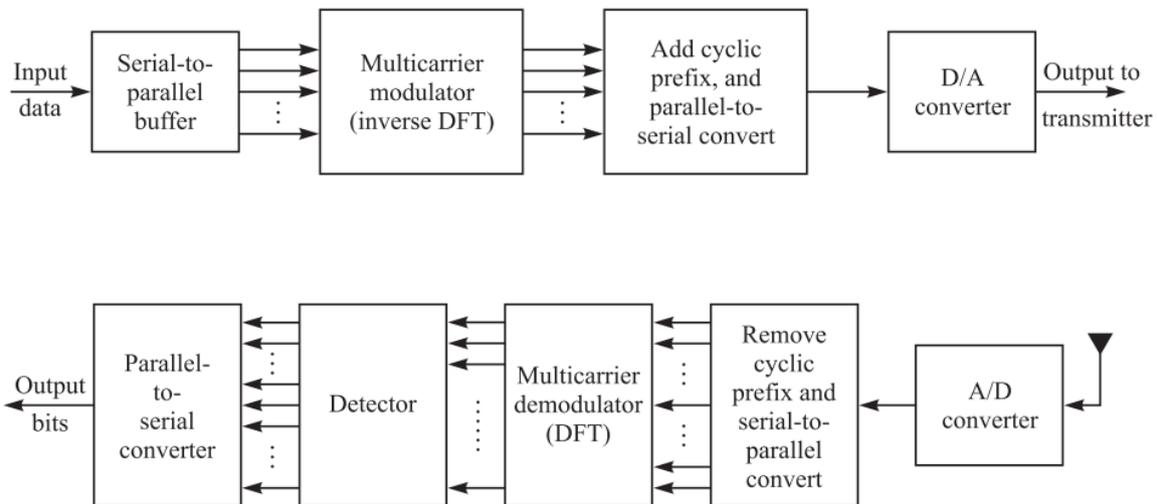 Input
data
Serial-to-
parallel
buffer
Multicarrier
modulator
(inverse DFT)
Add cyclic
prefix, and
parallel-to-
serial convert
D/A
converter
Output to
transmitter
Output
bits
Parallel-
to-
serial
converter
Detector
Multicarrier
demodulator
(DFT)
Remove
cyclic
prefix and
serial-to-
parallel
convert
A/D
converter